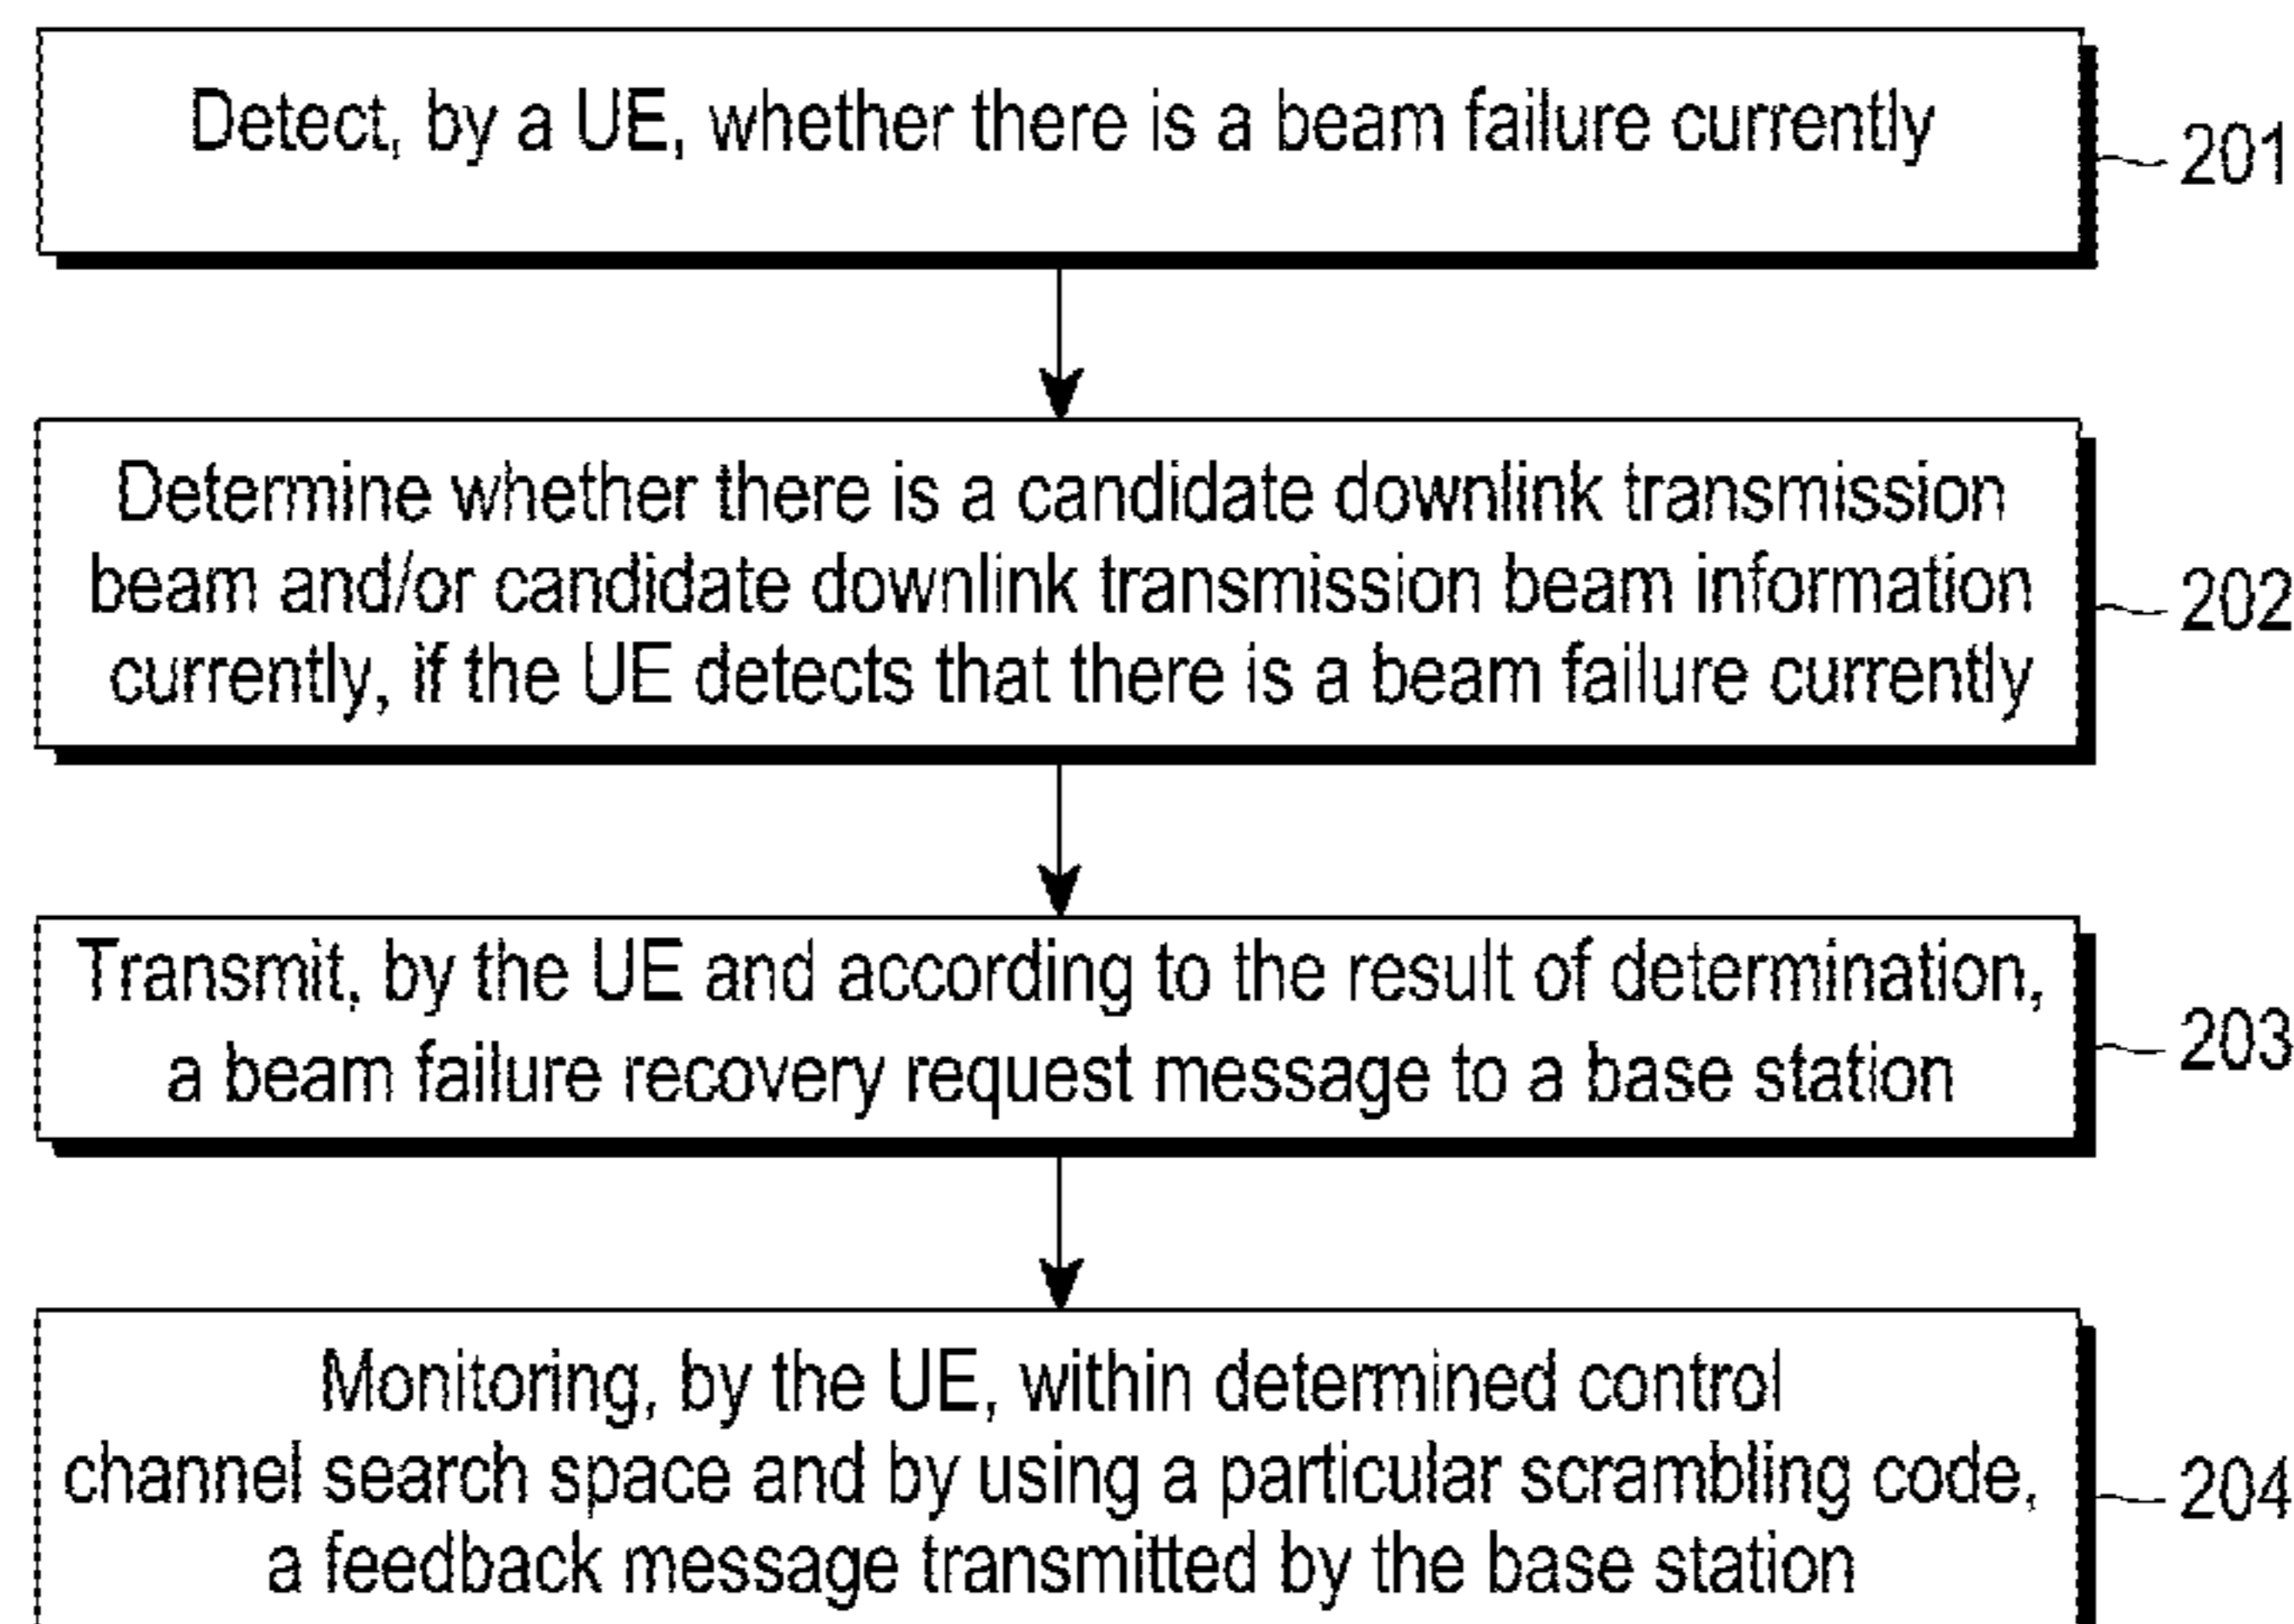 Detect, by a UE, whether there is a beam failure currently
201
Determine whether there is a candidate downlink transmission
beam and/or candidate downlink transmission beam information
currently, if the UE detects that there is a beam failure currently
202
Transmit, by the UE and according to the result of determination,
a beam failure recovery request message to a base station
203
Monitoring, by the UE, within determined control
channel search space and by using a particular scrambling code,
a feedback message transmitted by the base station
204